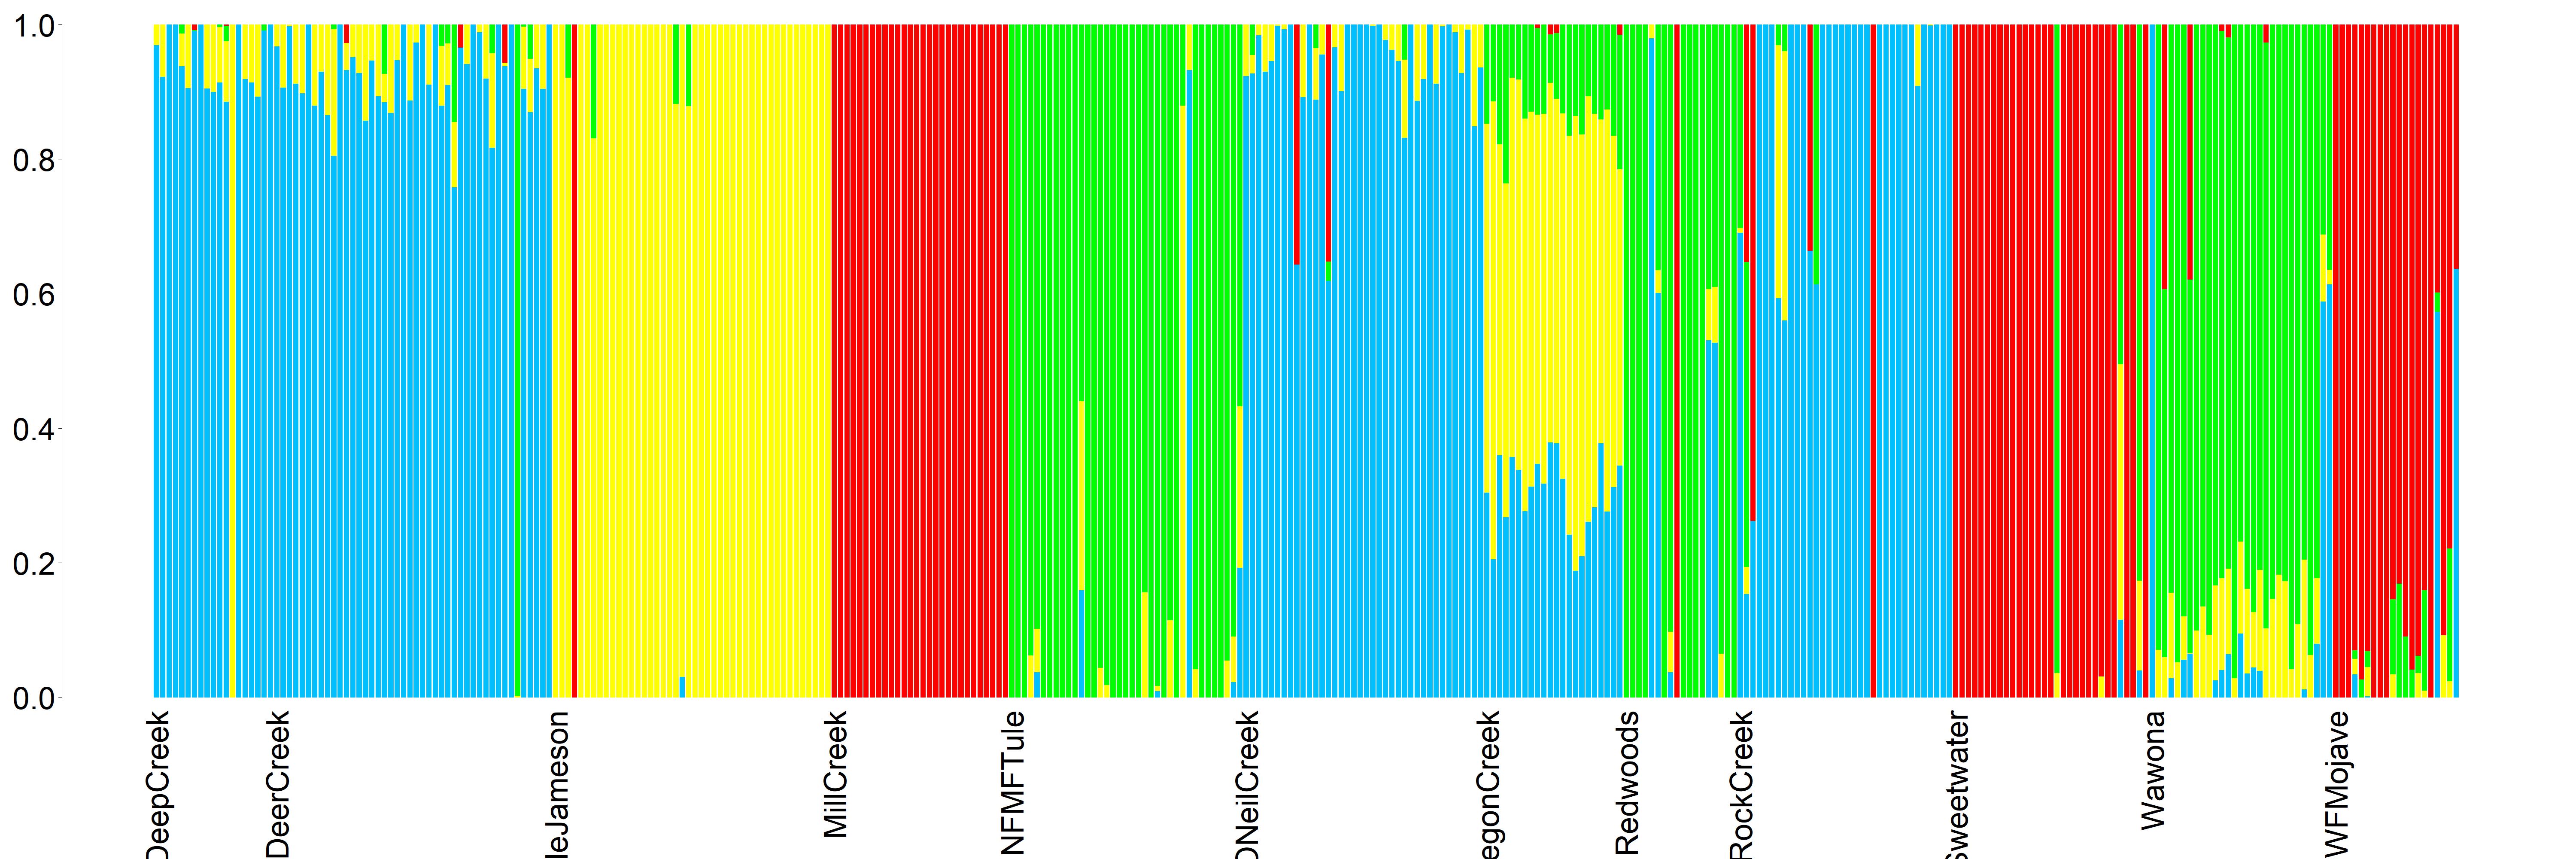 1.0
0.8
0.6
0.4
0.2
0.0
DeepCreek
DeerCreek
leJameson
MillCreek
NFMFTule
ONeilCreek
egonCreek
Redwoods
RockCreek
Sweetwater
Wawona
WFMojave